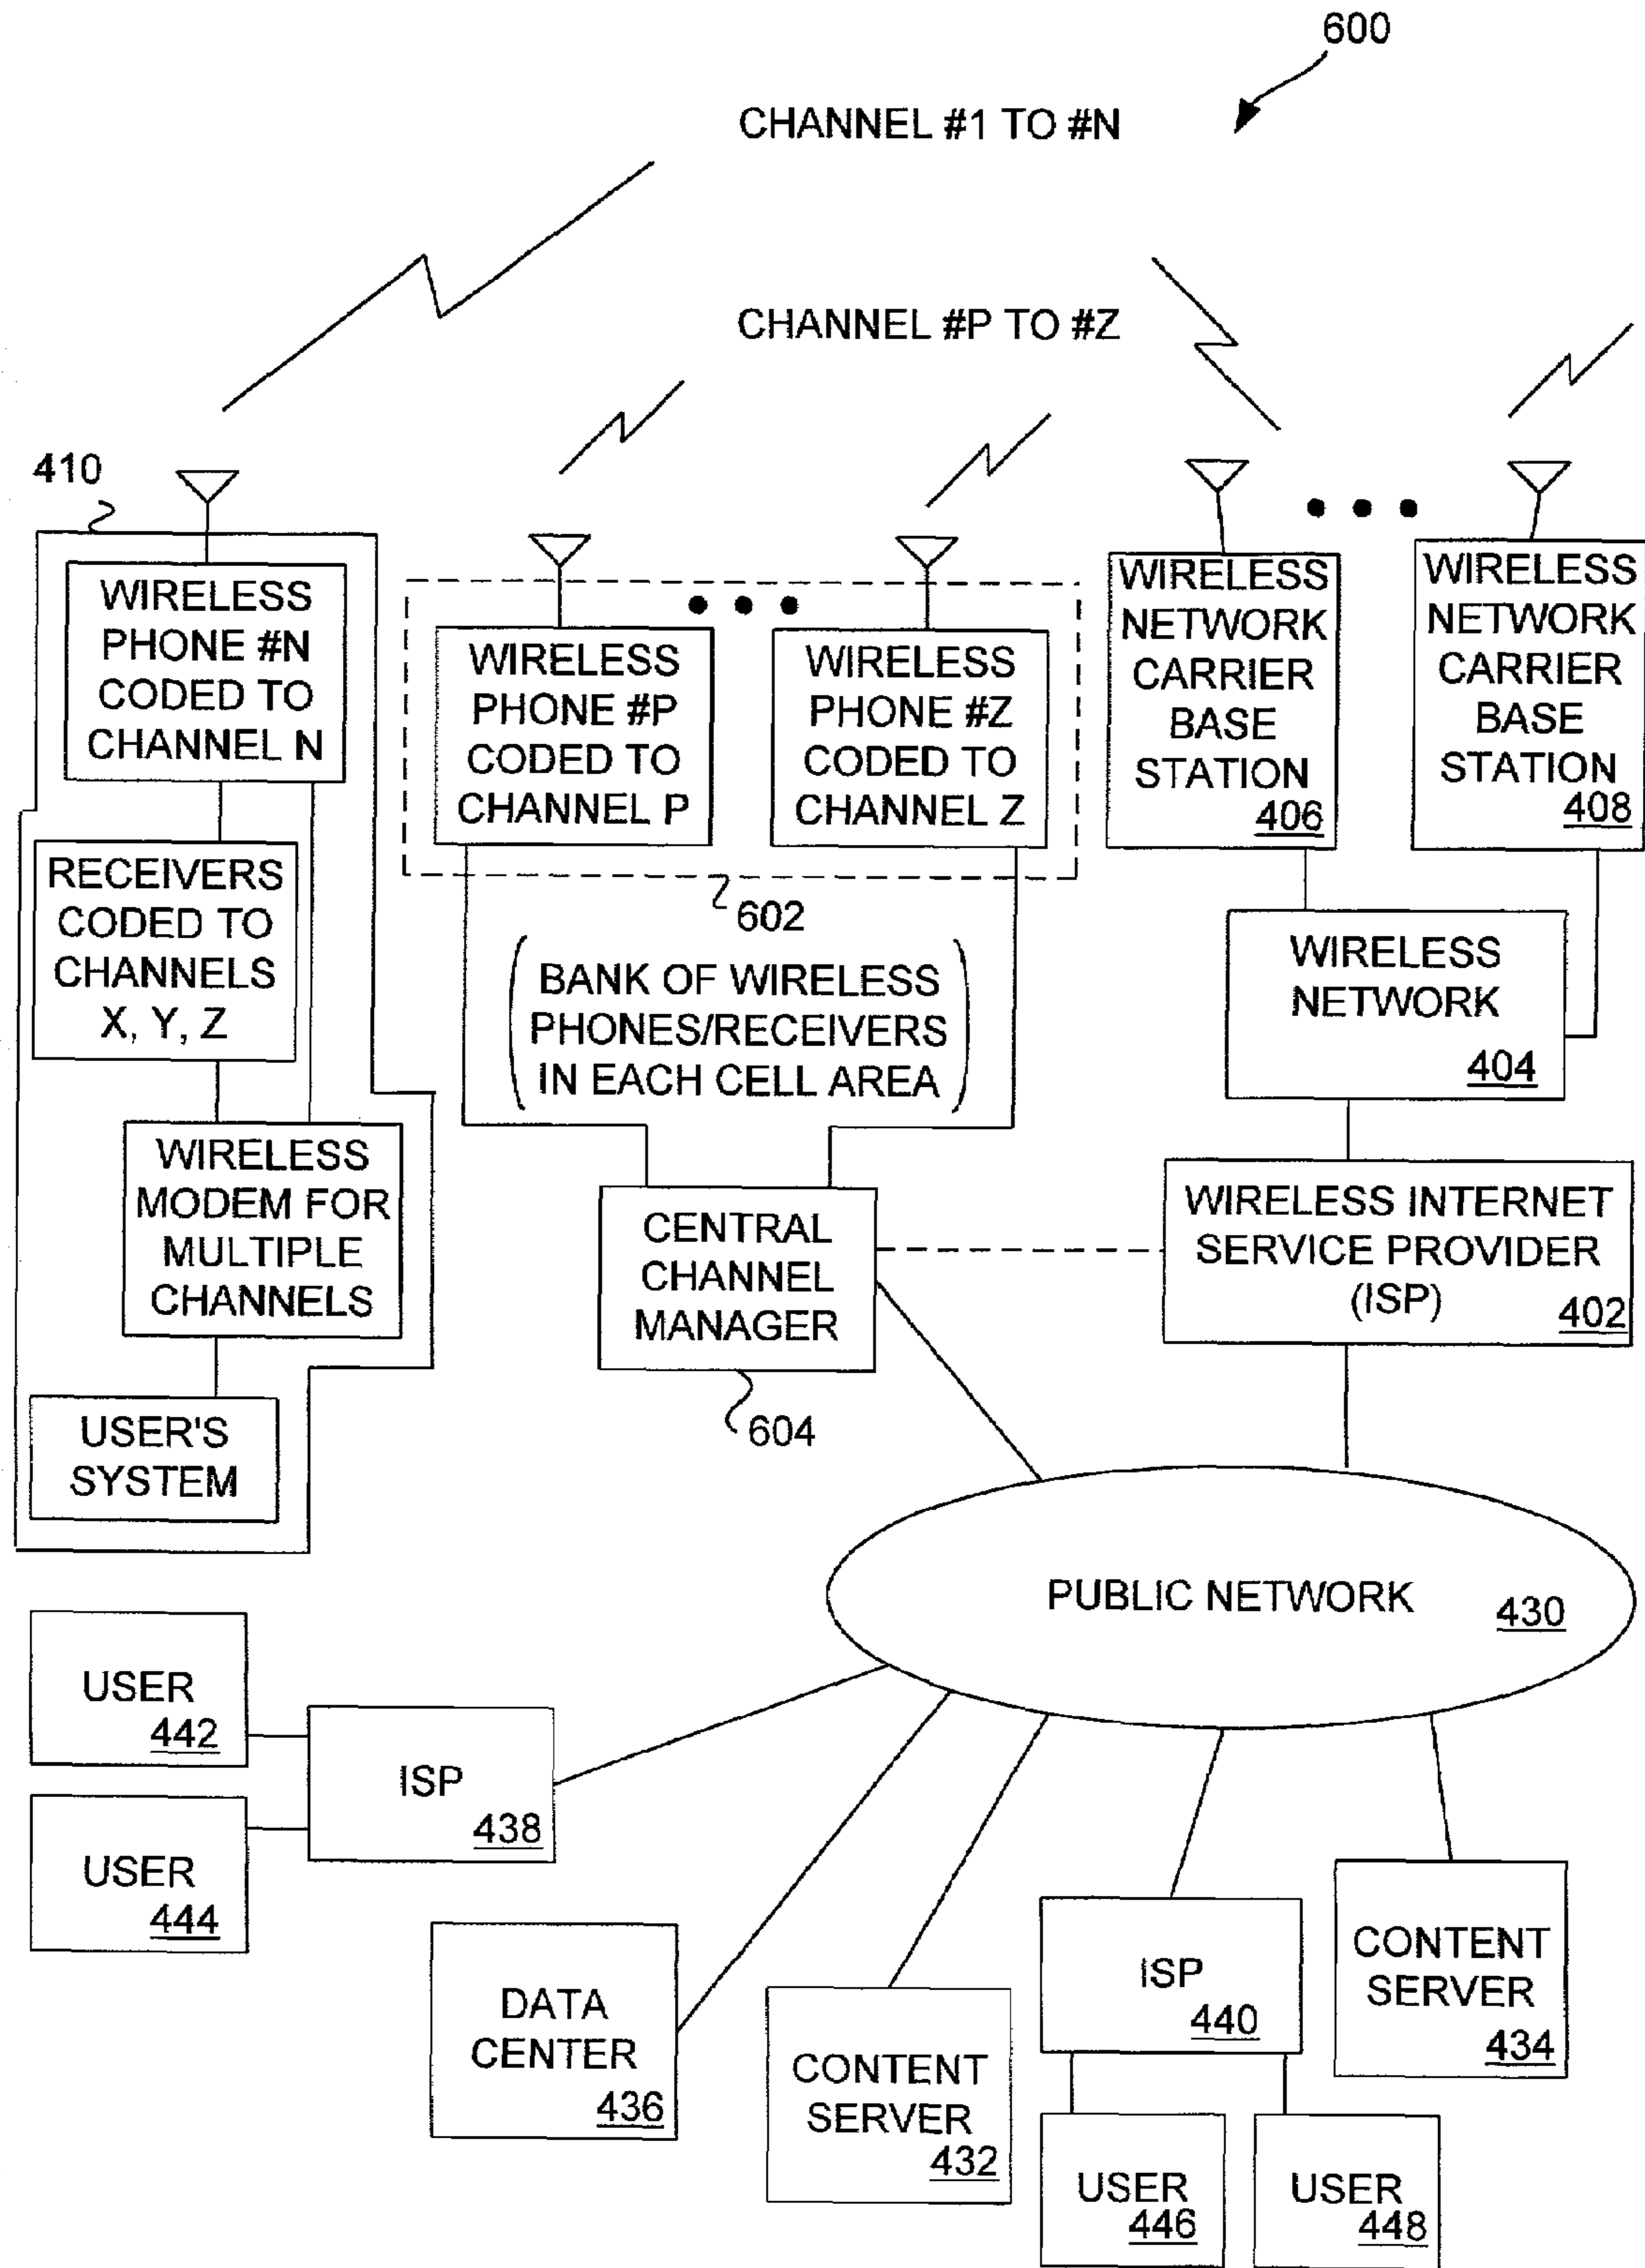 600
CHANNEL #1 TO #N
CHANNEL #P TO #Z
410
WIRELESS
PHONE #N
CODED TO
CHANNEL N
RECEIVERS
CODED TO
CHANNELS
X, Y, Z
WIRELESS
MODEM FOR
MULTIPLE
CHANNELS
USER'S
SYSTEM
WIRELESS
PHONE #P
CODED TO
CHANNEL P
WIRELESS
PHONE #Z
CODED TO
CHANNEL Z
602
BANK OF WIRELESS
PHONES/RECEIVERS
IN EACH CELL AREA
CENTRAL
CHANNEL
MANAGER
604
WIRELESS
NETWORK
CARRIER
BASE
STATION
406
WIRELESS
NETWORK
CARRIER
BASE
STATION
408
WIRELESS
NETWORK
404
WIRELESS INTERNET
SERVICE PROVIDER
(ISP)
402
PUBLIC NETWORK
430
USER
442
USER
444
ISP
438
DATA
CENTER
436
CONTENT
SERVER
432
ISP
440
CONTENT
SERVER
434
USER
446
USER
448